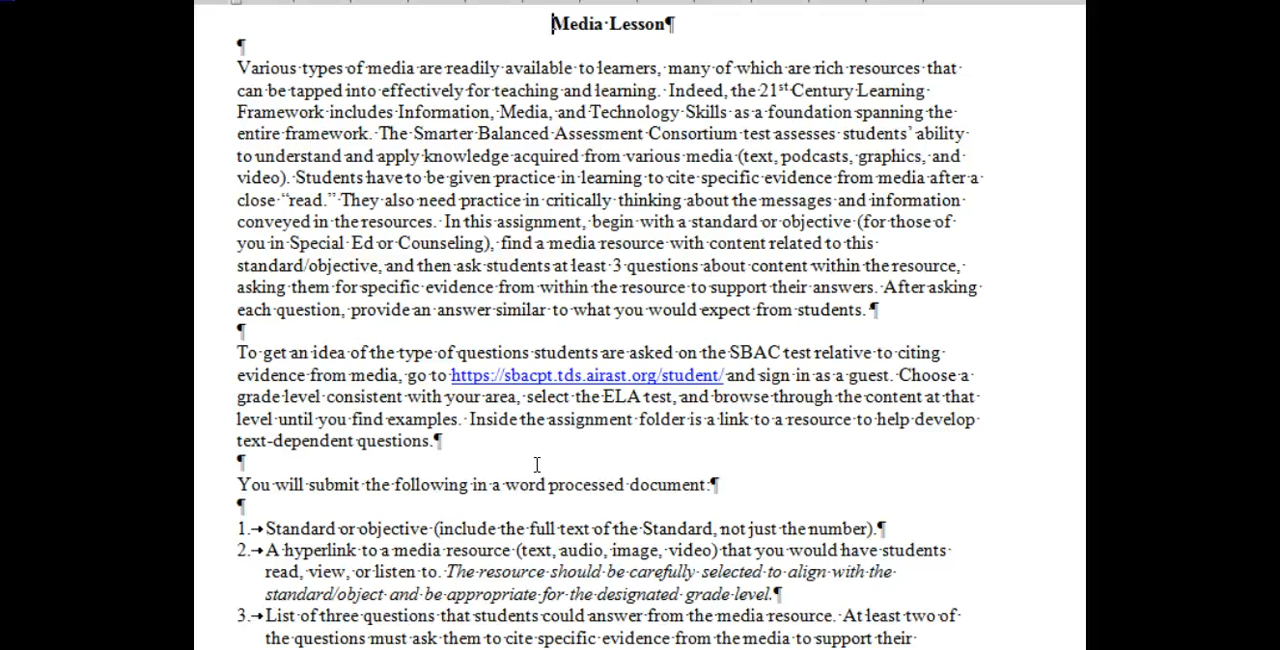 Media Lesson¶
¶
Various types of media are readily available to learners, many of which are rich resources that
can be tapped into effectively for teaching and learning. Indeed, the 21st Century Learning
Framework includes Information, Media, and Technology Skills as a foundation spanning the
entire framework. The Smarter Balanced Assessment Consortium test assesses students’ ability
to understand and apply knowledge acquired from various media (text, podcasts, graphics, and
video). Students have to be given practice in learning to cite specific evidence from media after a
close “read.” They also need practice in critically thinking about the messages and information
conveyed in the resources. In this assignment, begin with a standard or objective (for those of
you in Special Ed or Counseling), find a media resource with content related to this
standard/objective, and then ask students at least 3 questions about content within the resource,
asking them for specific evidence from within the resource to support their answers. After asking
each question, provide an answer similar to what you would expect from students. ¶
¶
To get an idea of the type of questions students are asked on the SBAC test relative to citing
evidence from media, go to https://sbacpt.tds.airast.org/student/ and sign in as a guest. Choose a
grade level consistent with your area, select the ELA test, and browse through the content at that
level until you find examples. Inside the assignment folder is a link to a resource to help develop
text-dependent questions.¶
¶
You will submit the following in a word processed document:¶
¶
1.→Standard or objective (include the full text of the Standard, not just the number).¶
2.→A hyperlink to a media resource (text, audio, image, video) that you would have students
read, view, or listen to. The resource should be carefully selected to align with the
standard/object and be appropriate for the designated grade level.¶
3.→List of three questions that students could answer from the media resource. At least two of
the questions must ask them to cite specific evidence from the media to support their